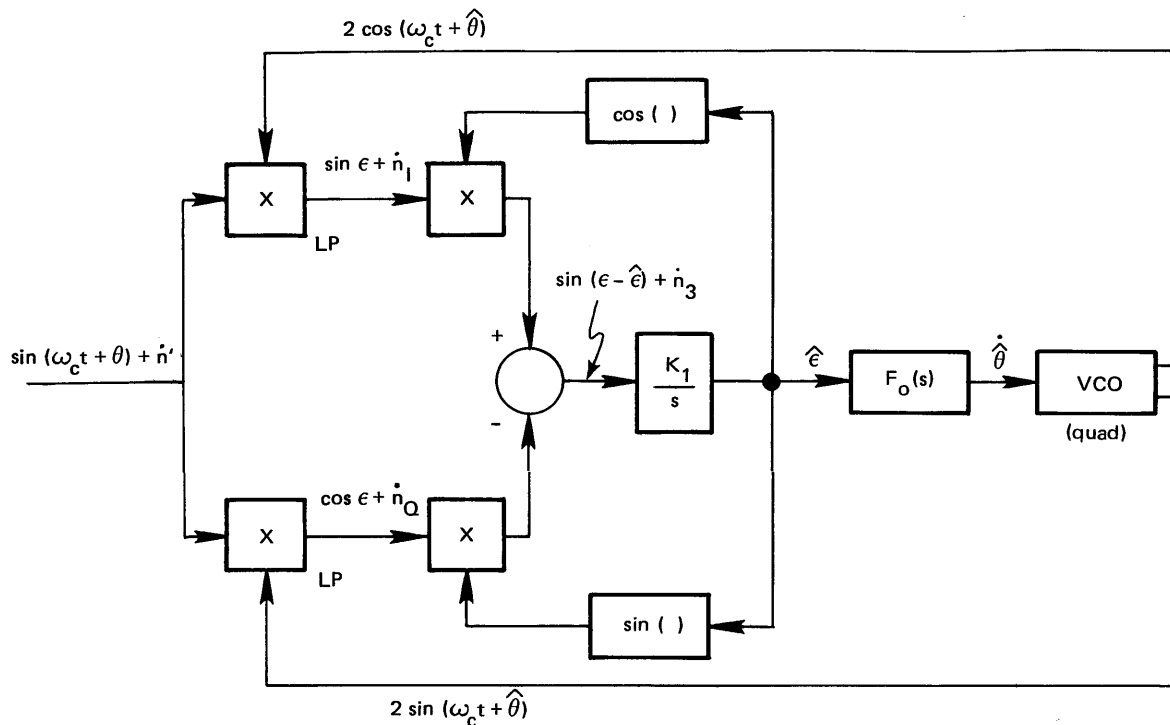 2 cos (ω_c t + θ̂)
cos ( )
sin ϵ + ṅ_I
X
X
LP
sin (ϵ - ϵ̂) + ṅ_3
+
sin (ω_c t + θ) + ṅ′
K_1
s
ϵ̂
F_o(s)
θ̂̇
VCO
(quad)
-
cos ϵ + ṅ_Q
X
X
LP
sin ( )
2 sin (ω_c t + θ̂)